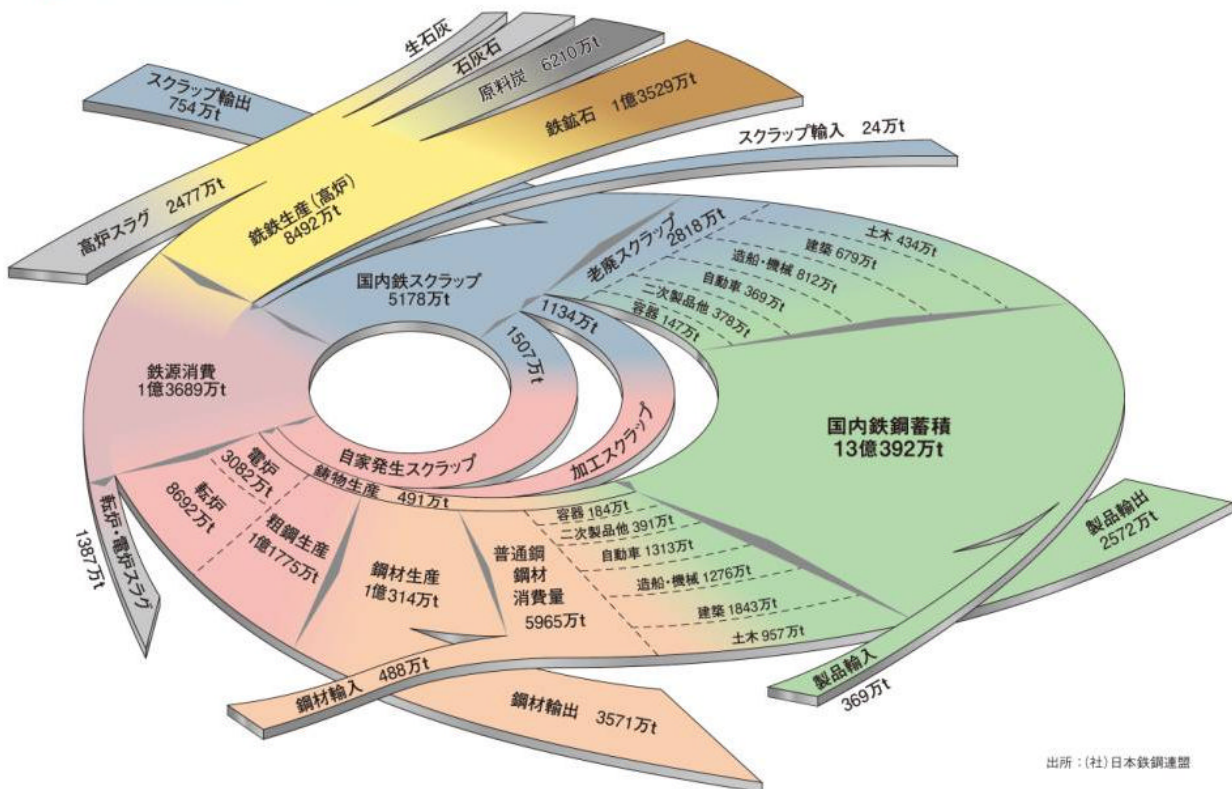 生石灰
石灰石
原料炭 6210万t
鉄鉱石 1億3529万t
スクラップ輸出
754万t
スクラップ輸入 24万t
高炉スラグ 2477万t
銑鉄生産(高炉)
8492万t
国内鉄スクラップ
5178万t
老廃スクラップ
2818万t
土木 434万t
建築 679万t
造船・機械 812万t
自動車 369万t
二次製品他 378万t
容器 147万t
1134万t
1507万t
鉄源消費
1億3689万t
国内鉄鋼蓄積
13億392万t
自家発生スクラップ
加工スクラップ
鋳物生産 491万t
電炉
3082万t
転炉
8692万t
粗鋼生産
1億1775万t
転炉・電炉スラグ
1387万t
鋼材生産
1億314万t
普通鋼
鋼材
消費量
5965万t
容器 184万t
二次製品他 391万t
自動車 1313万t
造船・機械 1276万t
建築 1843万t
土木 957万t
製品輸出
2572万t
製品輸入
369万t
鋼材輸入 488万t
鋼材輸出 3571万t
出所：(社)日本鉄鋼連盟